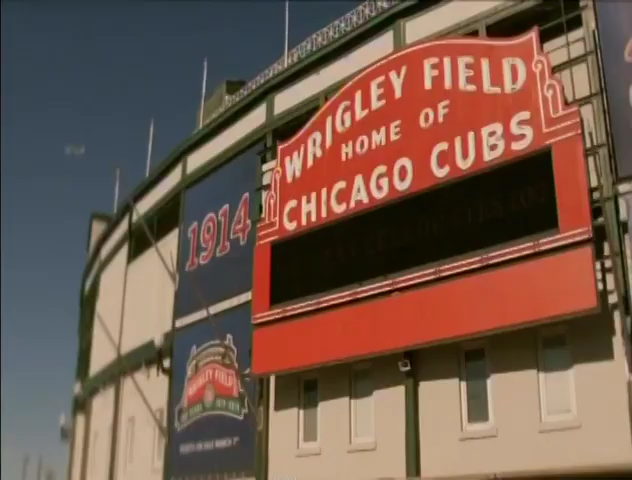 WRIGLEY FIELD
HOME OF
CHICAGO CUBS
1914
WRIGLEY FIELD